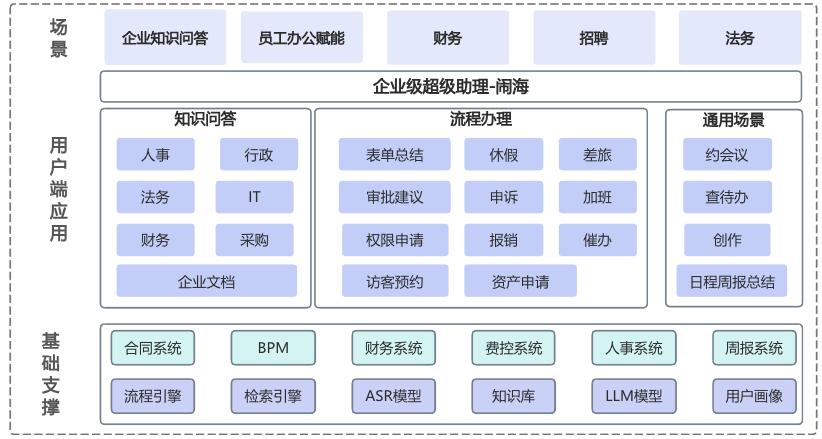 场景
企业知识问答
员工办公赋能
财务
招聘
法务
企业级超级助理-闹海
用户端应用
知识问答
人事
行政
法务
IT
财务
采购
企业文档
流程办理
表单总结
休假
差旅
审批建议
申诉
加班
权限申请
报销
催办
访客预约
资产申请
通用场景
约会议
查待办
创作
日程周报总结
基础支撑
合同系统
BPM
财务系统
费控系统
人事系统
周报系统
流程引擎
检索引擎
ASR模型
知识库
LLM模型
用户画像